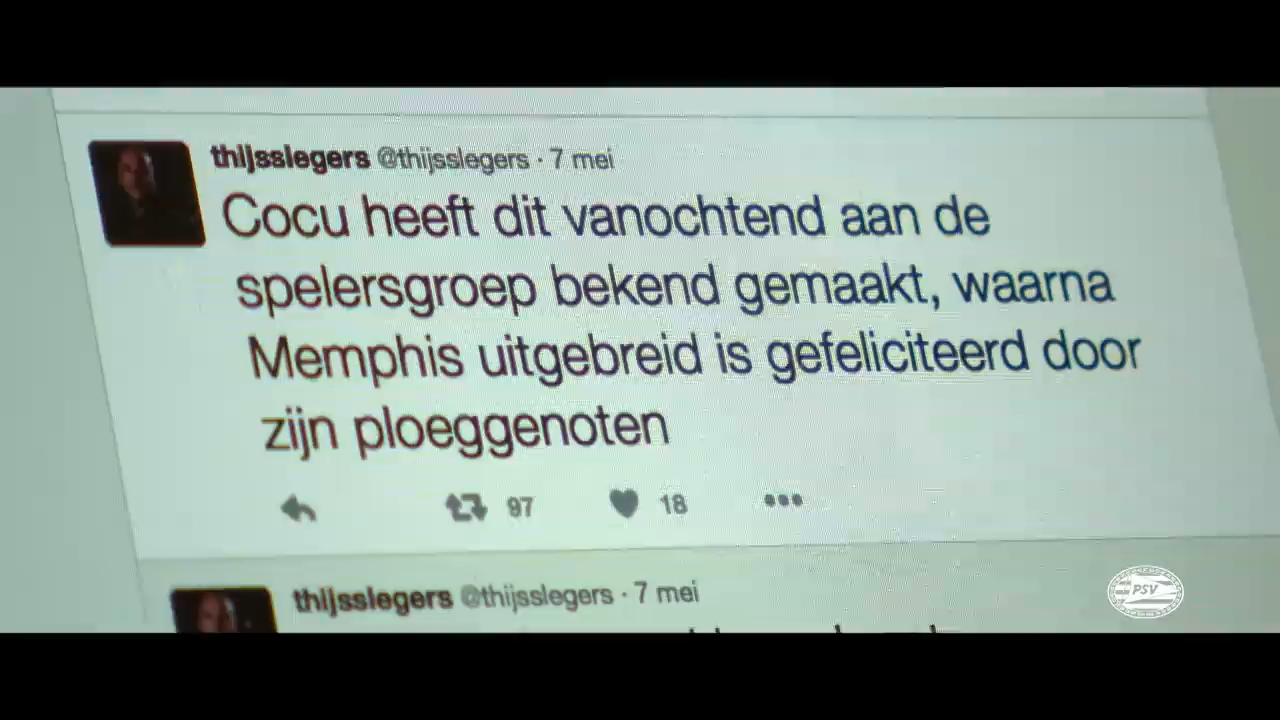 thijsslegers @thijsslegers · 7 mei
Cocu heeft dit vanochtend aan de
spelersgroep bekend gemaakt, waarna
Memphis uitgebreid is gefeliciteerd door
zijn ploeggenoten
97 18
thijsslegers @thijsslegers · 7 mei
PSV